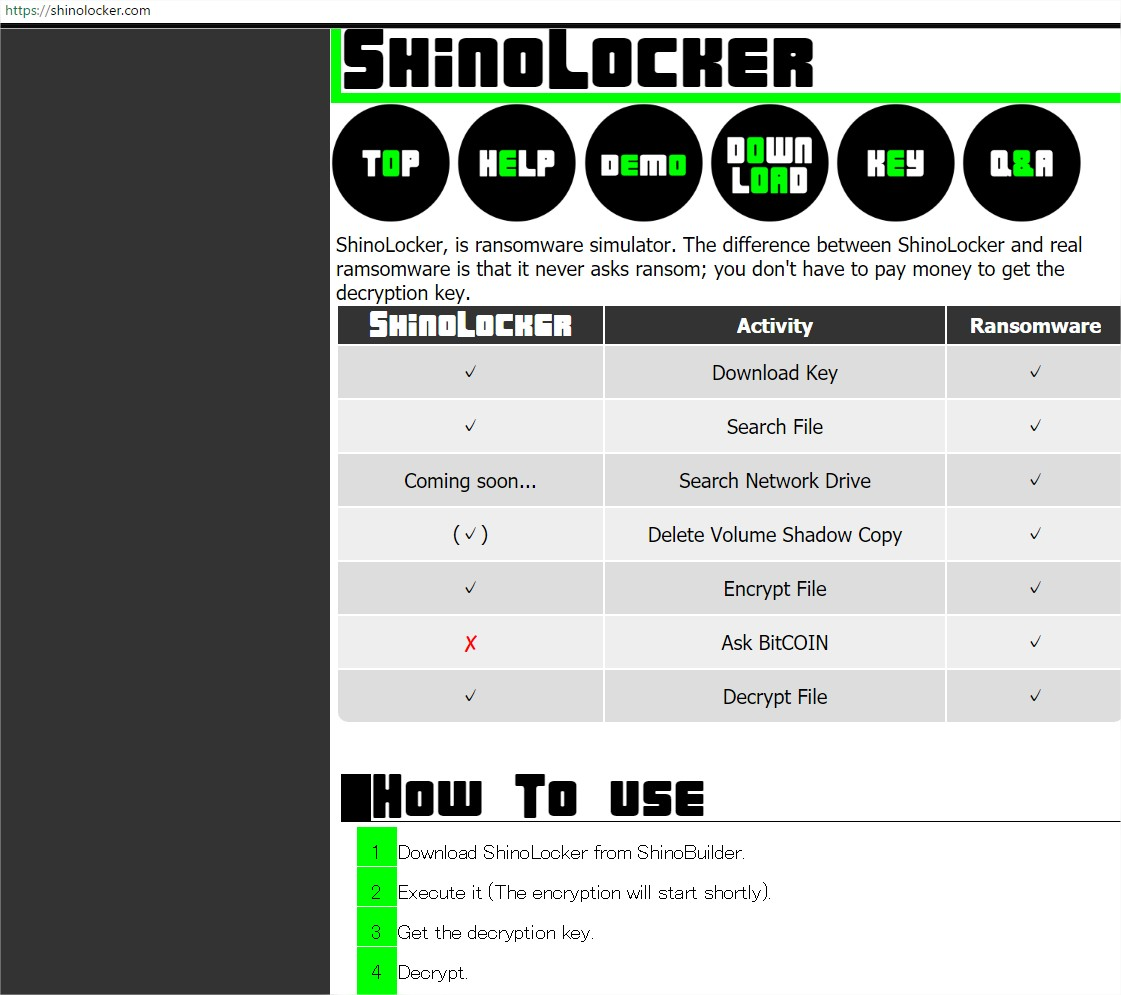 https://shinolocker.com
ShinoLocker
TOP HELP DEMO DOWN LOAD KEY Q&A
ShinoLocker, is ransomware simulator. The difference between ShinoLocker and real
ramsomware is that it never asks ransom; you don't have to pay money to get the
decryption key.
ShinoLocker Activity Ransomware
✓ Download Key ✓
✓ Search File ✓
Coming soon... Search Network Drive ✓
(✓) Delete Volume Shadow Copy ✓
✓ Encrypt File ✓
✗ Ask BitCOIN ✓
✓ Decrypt File ✓
How To use
1 Download ShinoLocker from ShinoBuilder.
2 Execute it (The encryption will start shortly).
3 Get the decryption key.
4 Decrypt.